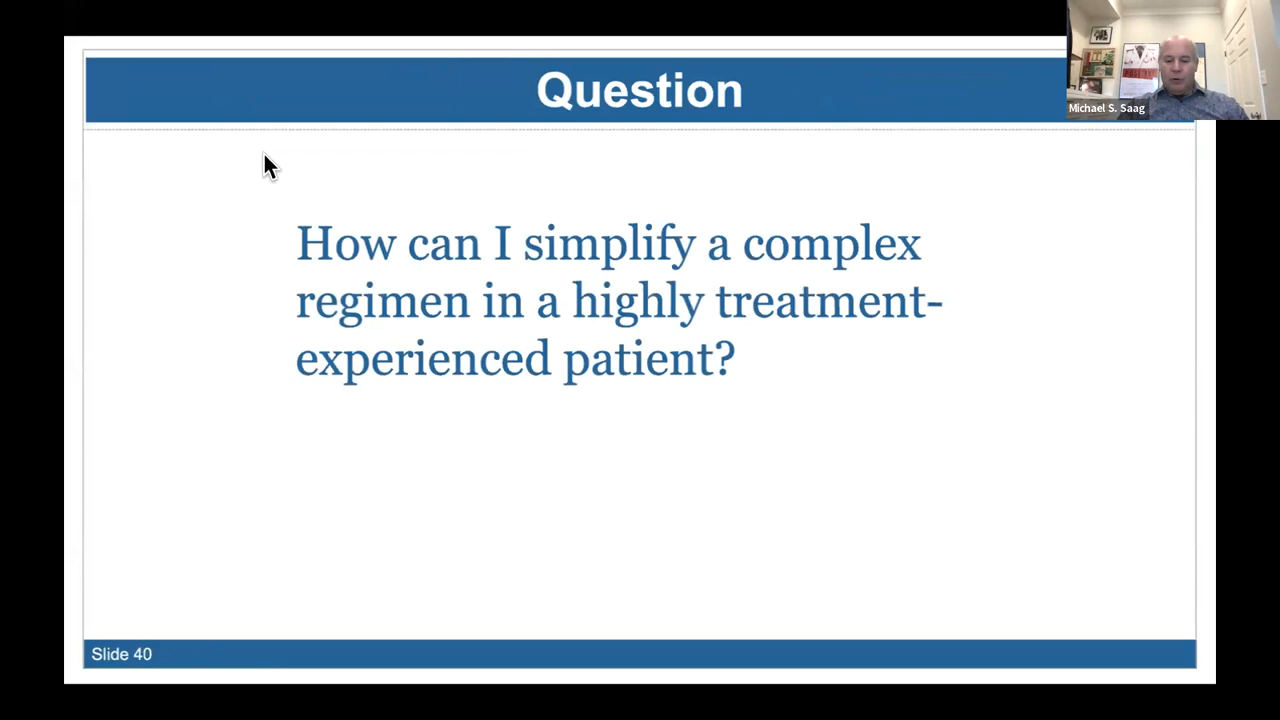 Question
Michael S. Saag
How can I simplify a complex
regimen in a highly treatment-
experienced patient?
Slide 40